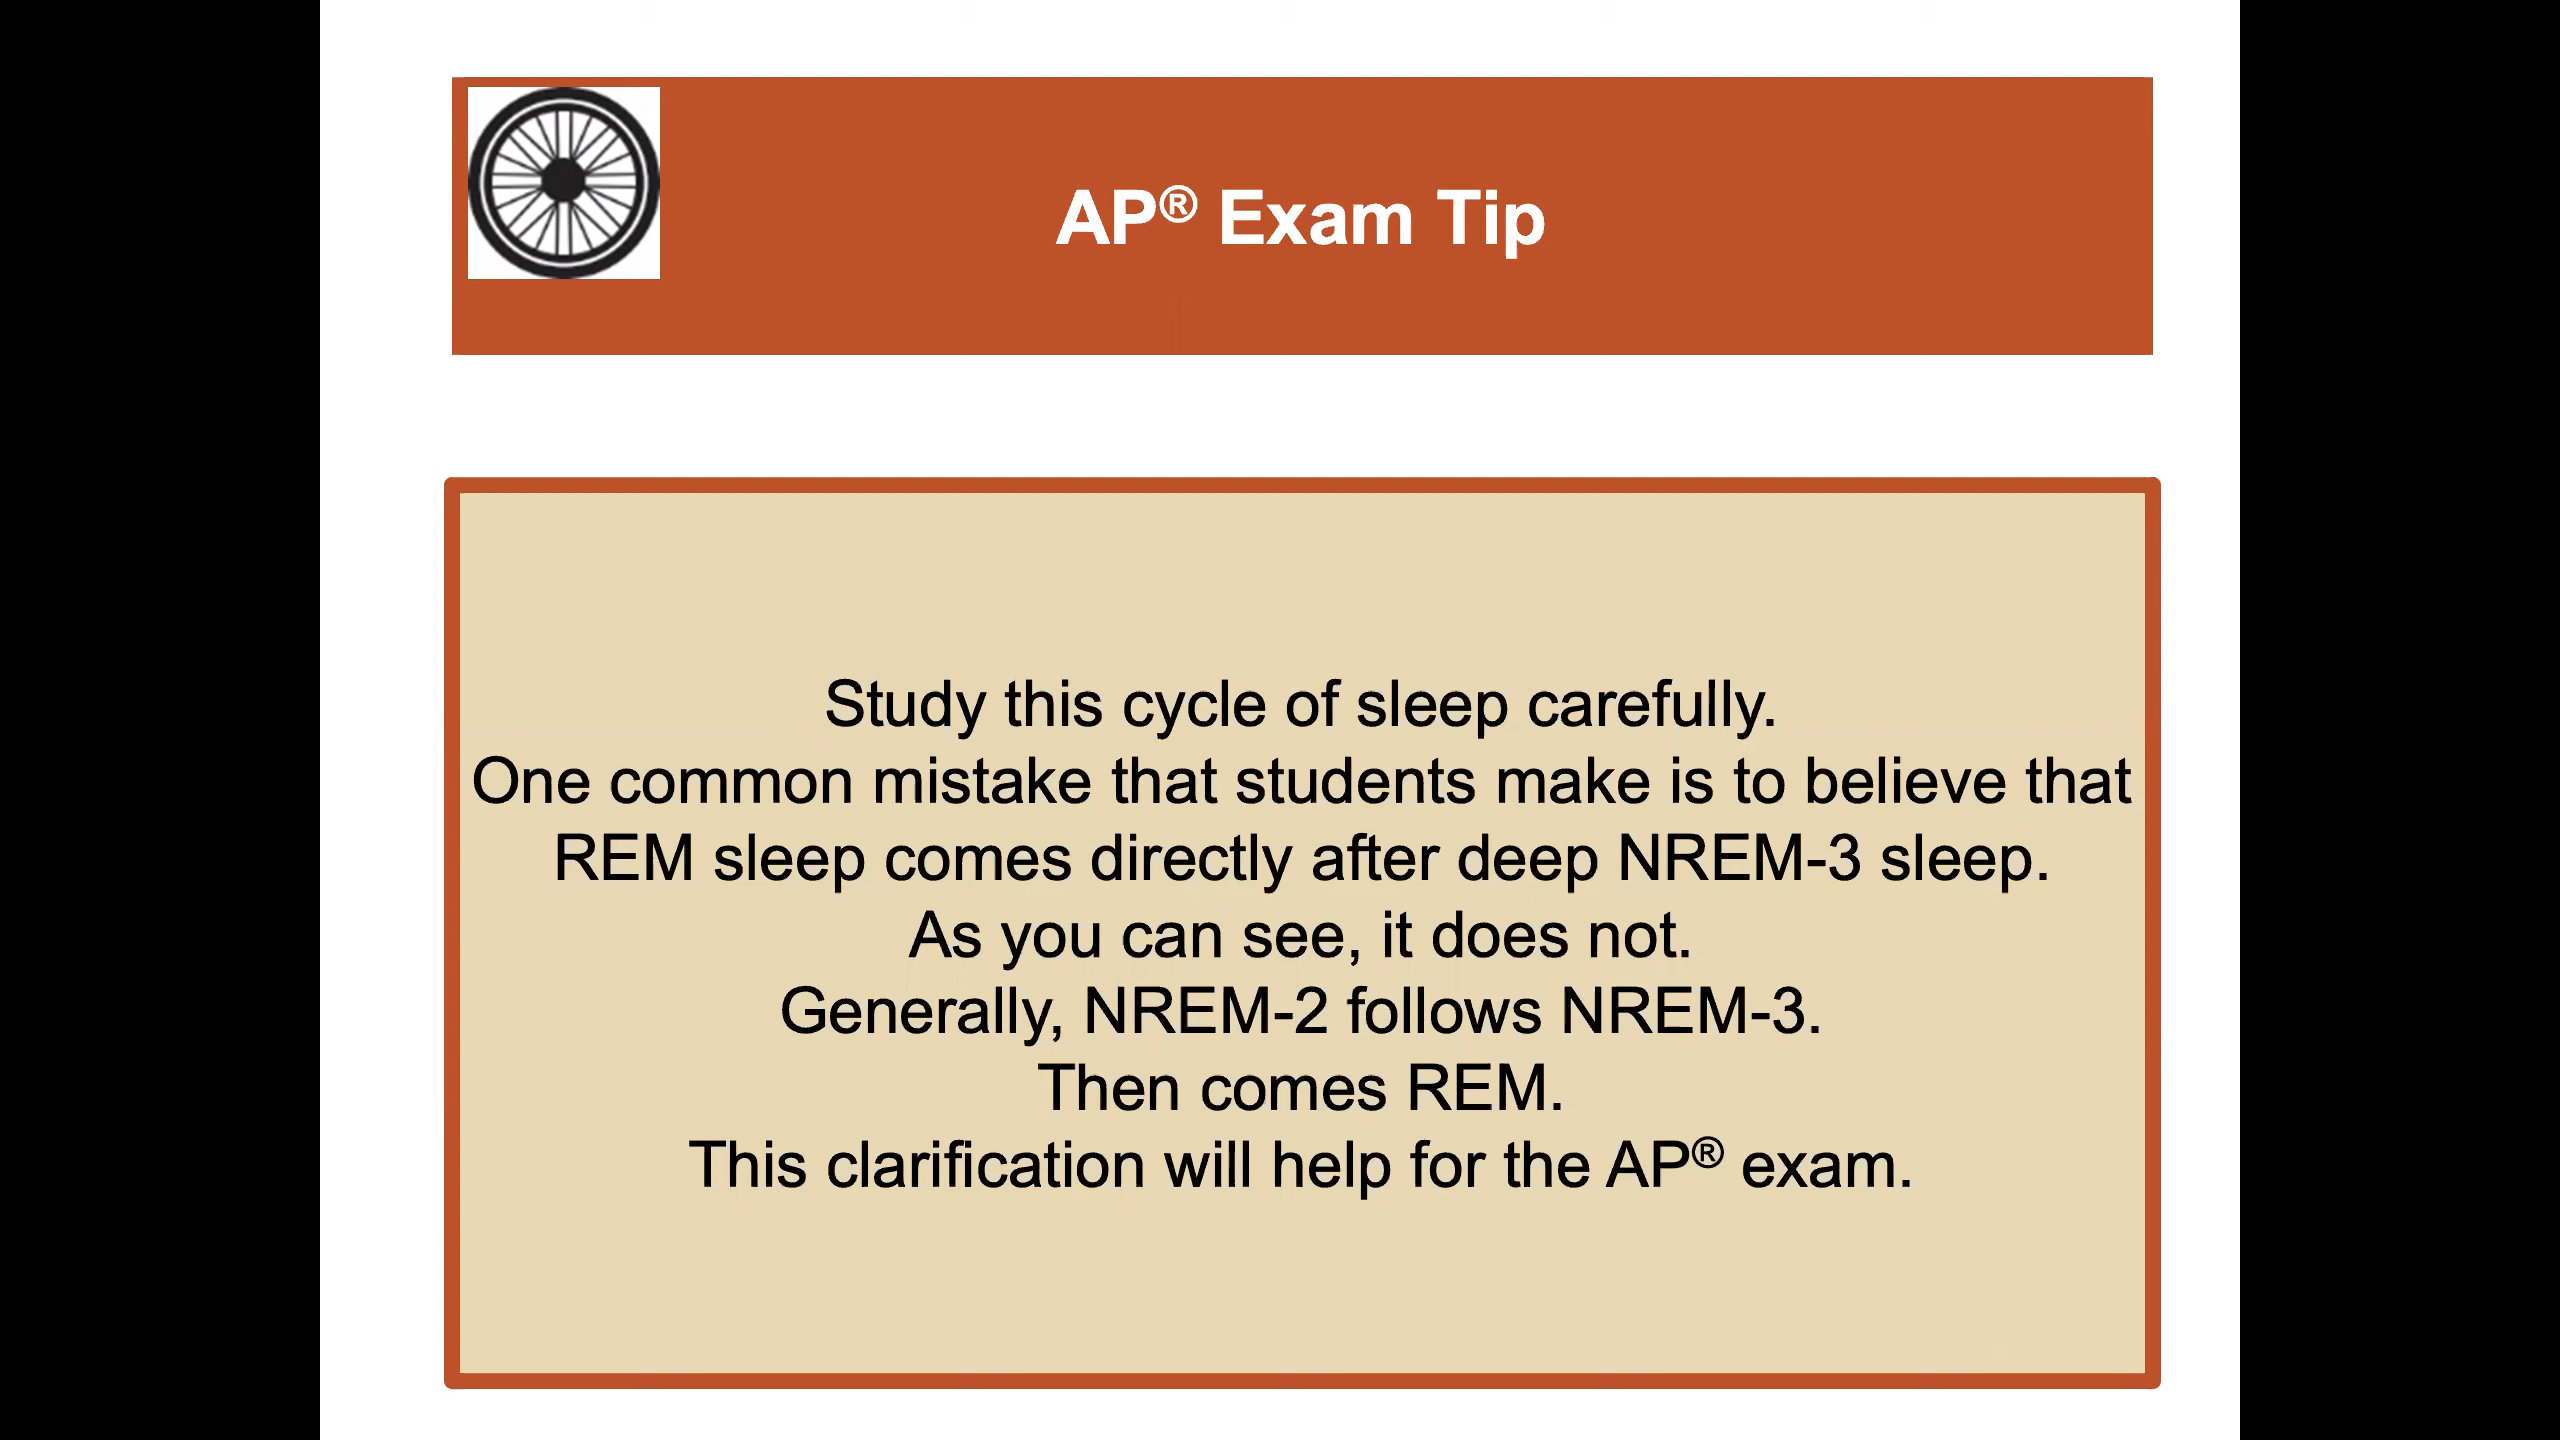 AP® Exam Tip
Study this cycle of sleep carefully.
One common mistake that students make is to believe that
REM sleep comes directly after deep NREM-3 sleep.
As you can see, it does not.
Generally, NREM-2 follows NREM-3.
Then comes REM.
This clarification will help for the AP® exam.